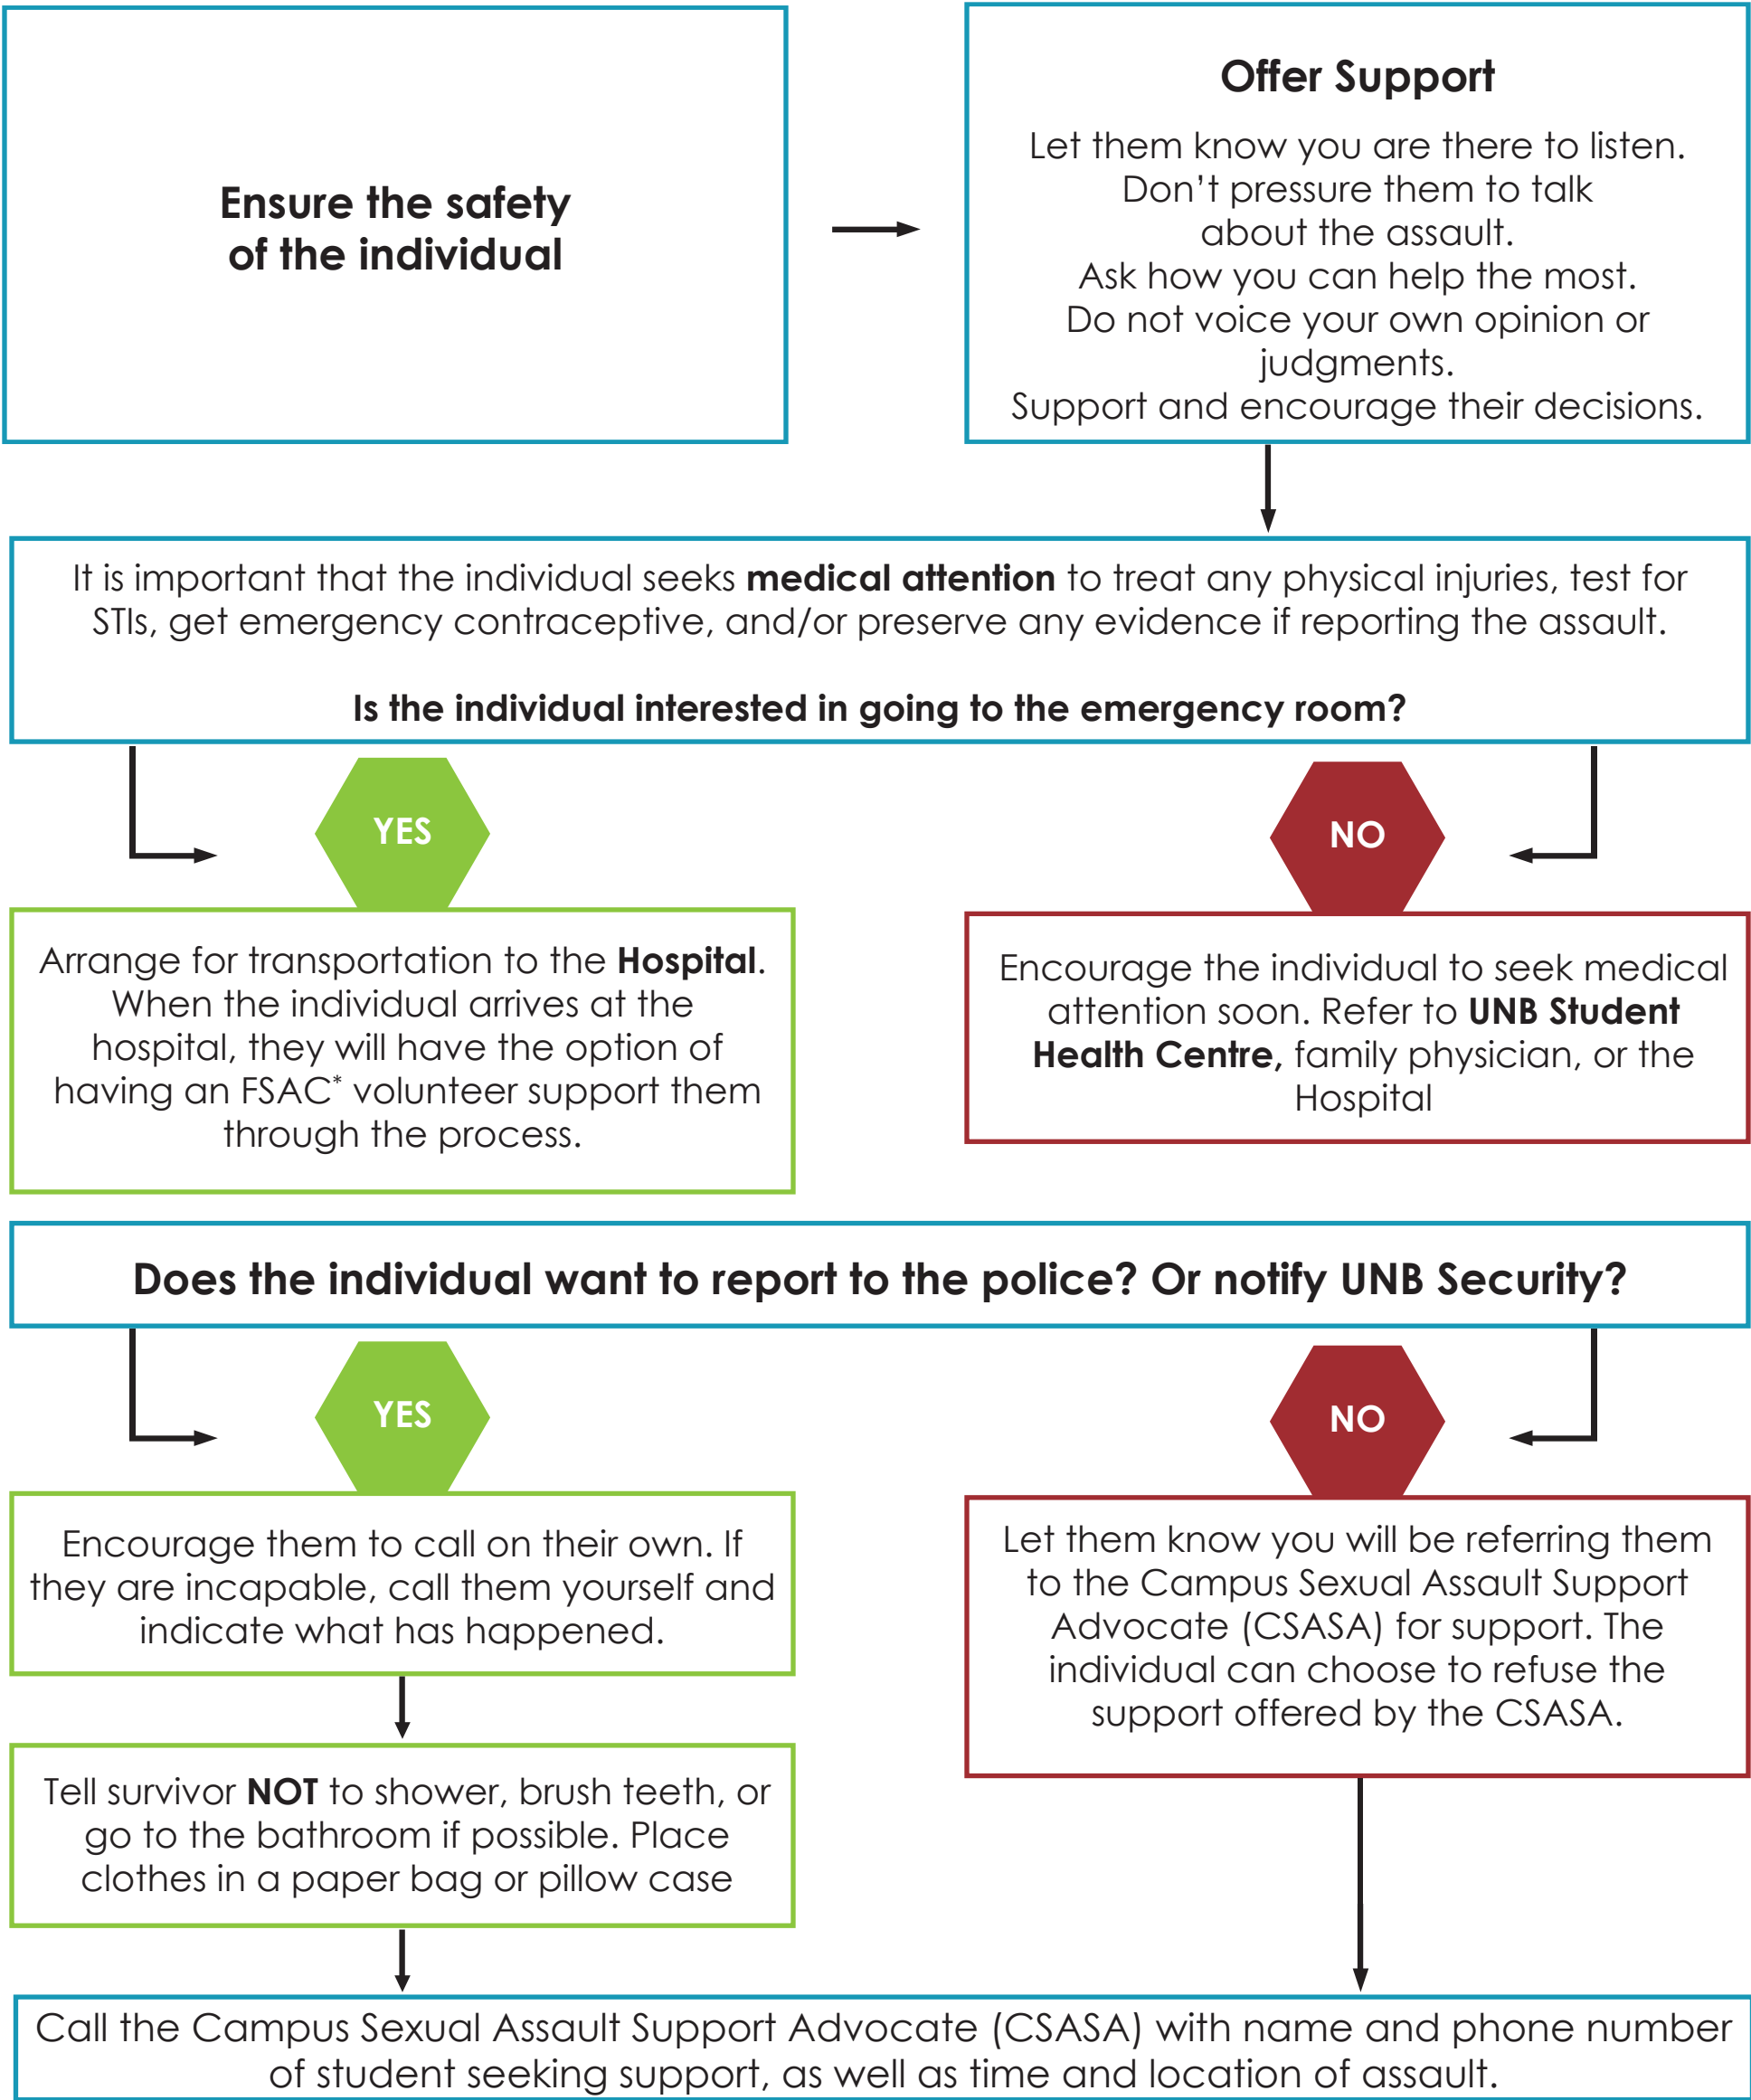 Ensure the safety
of the individual
Offer Support
Let them know you are there to listen.
Don’t pressure them to talk
about the assault.
Ask how you can help the most.
Do not voice your own opinion or
judgments.
Support and encourage their decisions.
It is important that the individual seeks medical attention to treat any physical injuries, test for
STIs, get emergency contraceptive, and/or preserve any evidence if reporting the assault.
Is the individual interested in going to the emergency room?
YES
Arrange for transportation to the Hospital.
When the individual arrives at the
hospital, they will have the option of
having an FSAC* volunteer support them
through the process.
NO
Encourage the individual to seek medical
attention soon. Refer to UNB Student
Health Centre, family physician, or the
Hospital
Does the individual want to report to the police? Or notify UNB Security?
YES
Encourage them to call on their own. If
they are incapable, call them yourself and
indicate what has happened.
Tell survivor NOT to shower, brush teeth, or
go to the bathroom if possible. Place
clothes in a paper bag or pillow case
NO
Let them know you will be referring them
to the Campus Sexual Assault Support
Advocate (CSASA) for support. The
individual can choose to refuse the
support offered by the CSASA.
Call the Campus Sexual Assault Support Advocate (CSASA) with name and phone number
of student seeking support, as well as time and location of assault.